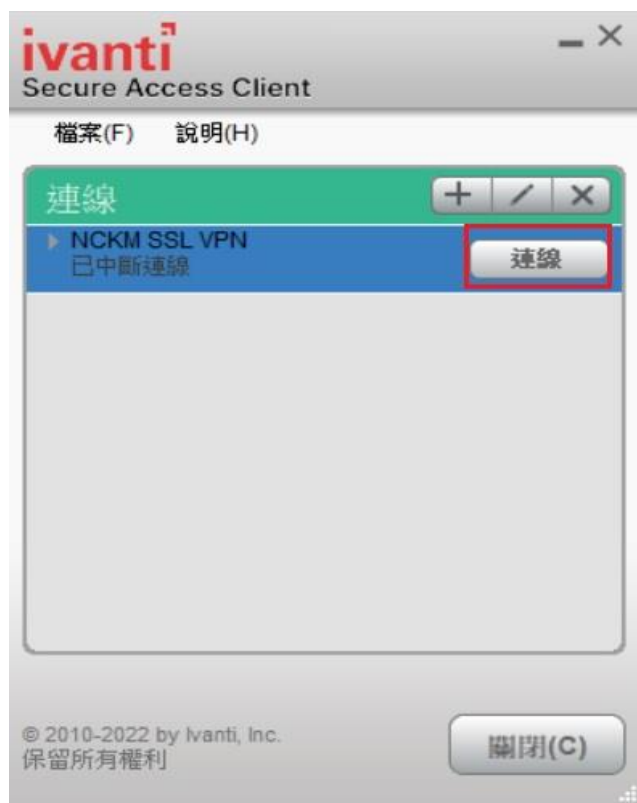 ivanti
Secure Access Client
檔案(F) 說明(H)
連線
NCKM SSL VPN
連線
已中斷連線
© 2010-2022 by Ivanti, Inc.
保留所有權利
關閉(C)